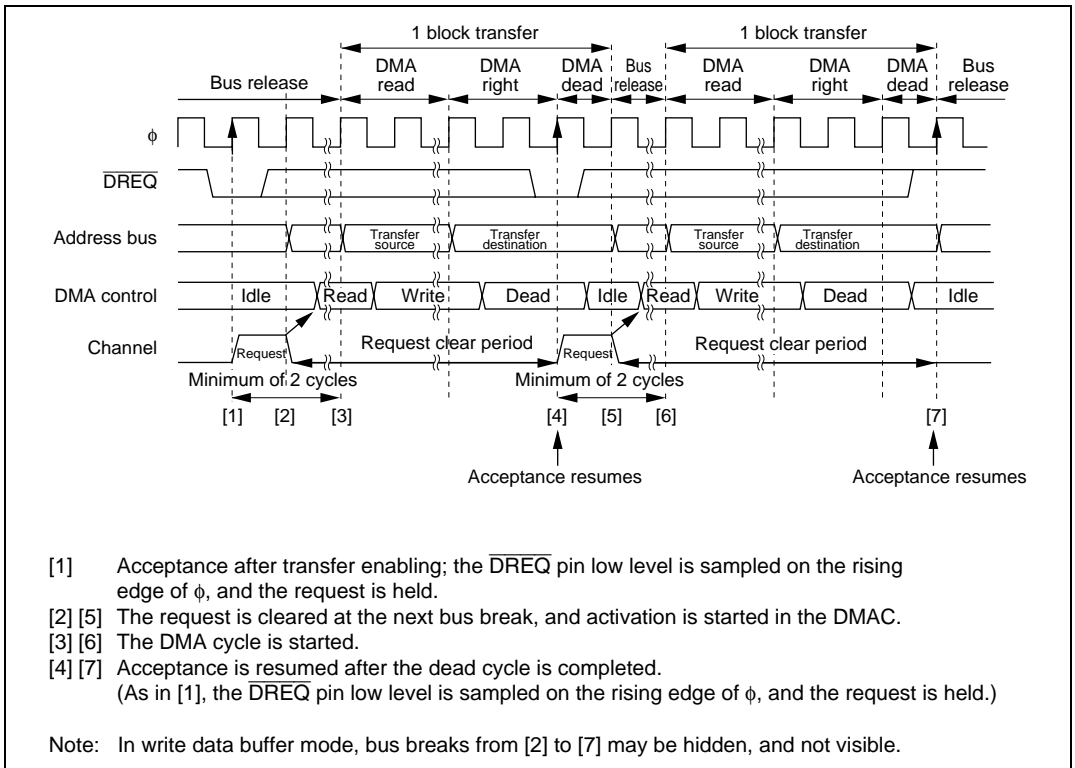 1 block transfer 1 block transfer
Bus release DMA read DMA right DMA dead Bus release DMA read DMA right DMA dead Bus release
φ
DREQ
Address bus Transfer source Transfer destination Transfer source Transfer destination
DMA control Idle Read Write Dead Idle Read Write Dead Idle
Channel Request Request clear period Request Request clear period
Minimum of 2 cycles Minimum of 2 cycles
[1] [2] [3] [4] [5] [6] [7]
Acceptance resumes Acceptance resumes
[1] Acceptance after transfer enabling; the DREQ pin low level is sampled on the rising
edge of φ, and the request is held.
[2] [5] The request is cleared at the next bus break, and activation is started in the DMAC.
[3] [6] The DMA cycle is started.
[4] [7] Acceptance is resumed after the dead cycle is completed.
(As in [1], the DREQ pin low level is sampled on the rising edge of φ, and the request is held.)
Note: In write data buffer mode, bus breaks from [2] to [7] may be hidden, and not visible.